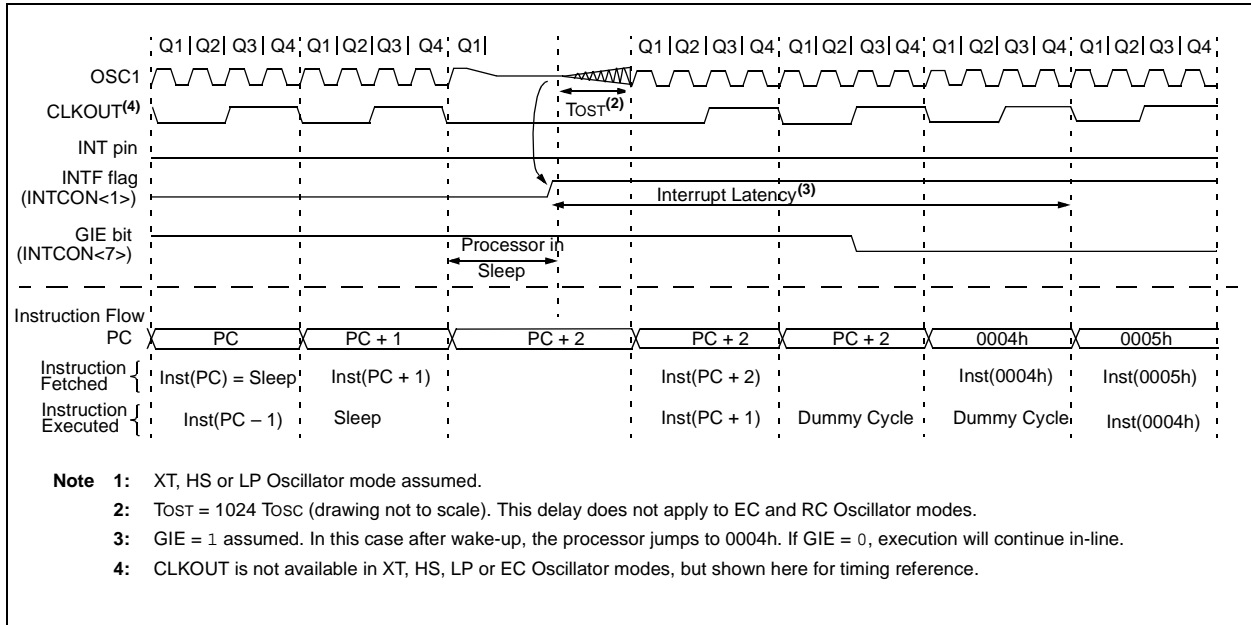 Q1 Q2 Q3 Q4 Q1 Q2 Q3 Q4 Q1 Q1 Q2 Q3 Q4 Q1 Q2 Q3 Q4 Q1 Q2 Q3 Q4 Q1 Q2 Q3 Q4
OSC1
TOST(2)
CLKOUT(4)
INT pin
INTF flag
(INTCON<1>)
Interrupt Latency(3)
GIE bit
(INTCON<7>)
Processor in
Sleep
Instruction Flow
PC PC PC + 1 PC + 2 PC + 2 PC + 2 0004h 0005h
Instruction
Fetched
Inst(PC) = Sleep Inst(PC + 1) Inst(PC + 2) Inst(0004h) Inst(0005h)
Instruction
Executed
Inst(PC – 1) Sleep Inst(PC + 1) Dummy Cycle Dummy Cycle Inst(0004h)
Note 1: XT, HS or LP Oscillator mode assumed.
2: TOST = 1024 TOSC (drawing not to scale). This delay does not apply to EC and RC Oscillator modes.
3: GIE = 1 assumed. In this case after wake-up, the processor jumps to 0004h. If GIE = 0, execution will continue in-line.
4: CLKOUT is not available in XT, HS, LP or EC Oscillator modes, but shown here for timing reference.